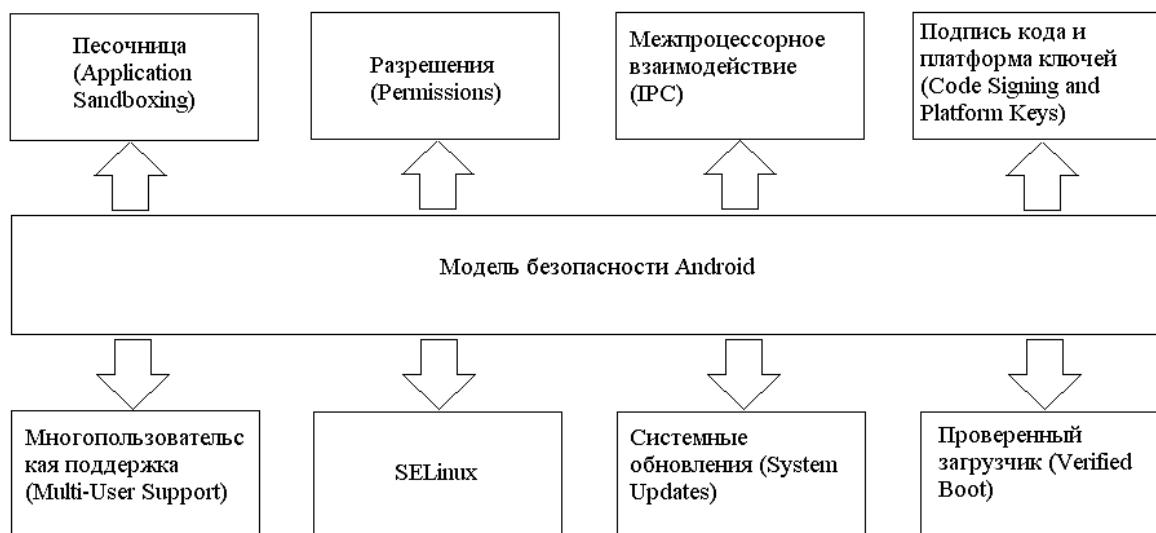 Песочница
(Application
Sandboxing)
Разрешения
(Permissions)
Межпроцессорное
взаимодействие
(IPC)
Подпись кода и
платформа ключей
(Code Signing and
Platform Keys)
Модель безопасности Android
Многопользовательс
кая поддержка
(Multi-User Support)
SELinux
Системные
обновления (System
Updates)
Проверенный
загрузчик (Verified
Boot)